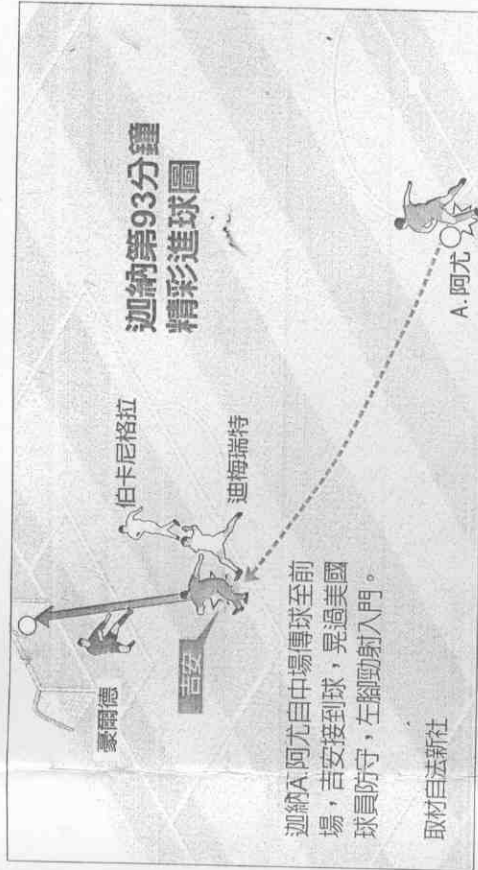 迦納第93分鐘
精彩進球圖
豪爾德
伯卡尼格拉
吉安
迪梅瑞特
A.阿尤
迦納A.阿尤自中場傳球至前
場，吉安接到球，晃過美國
球員防守，左腳勁射入門。
取材自法新社